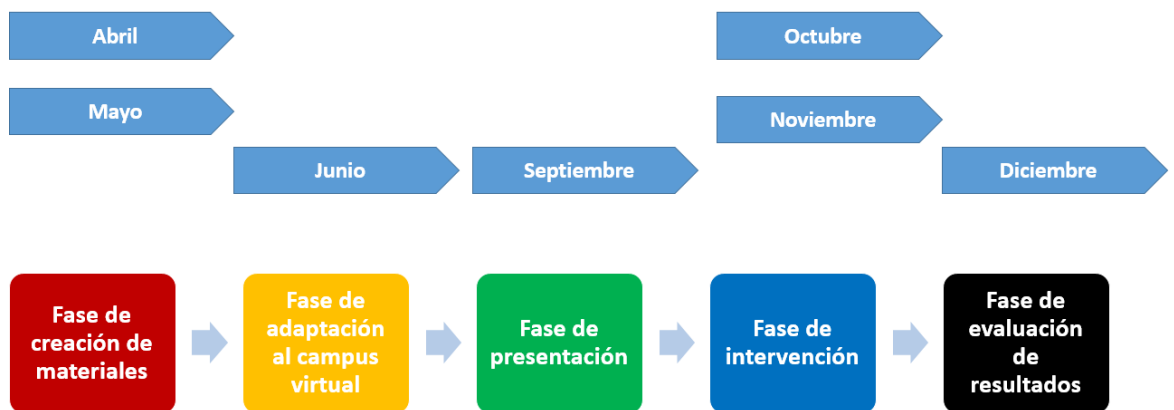 Abril
Octubre
Mayo
Noviembre
Junio
Septiembre
Diciembre
Fase de
creación de
materiales
Fase de
adaptación
al campus
virtual
Fase de
presentación
Fase de
intervención
Fase de
evaluación
de
resultados